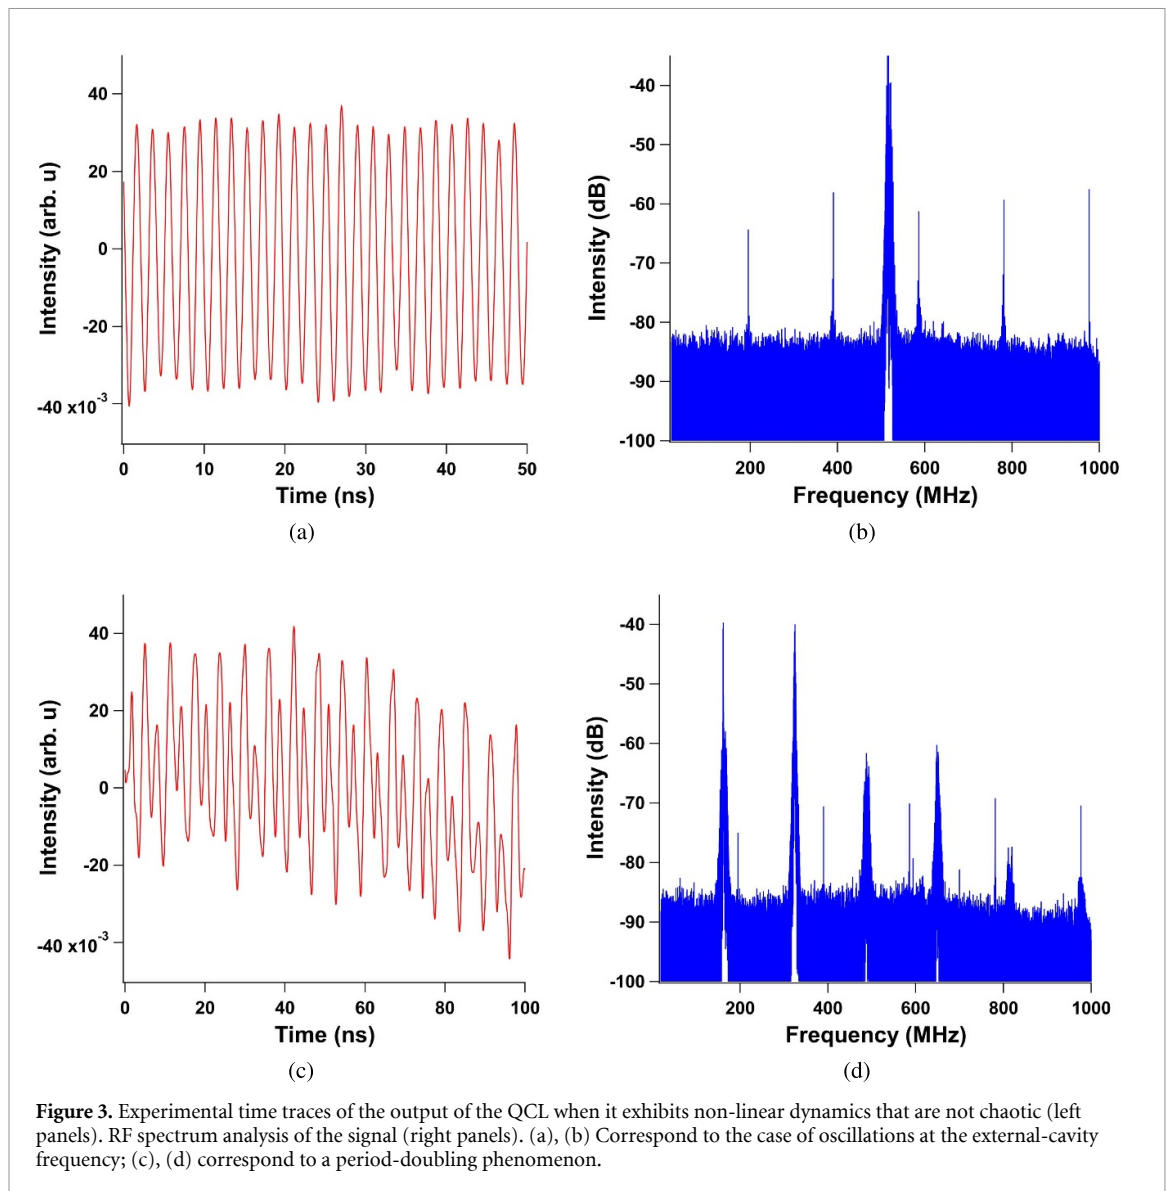 40
20
0
-20
-40 x10-3
Intensity (arb. u)
0 10 20 30 40 50
Time (ns)
(a)
-40
-50
-60
-70
-80
-90
-100
Intensity (dB)
200 400 600 800 1000
Frequency (MHz)
(b)
40
20
0
-20
-40 x10-3
Intensity (arb. u)
0 20 40 60 80 100
Time (ns)
(c)
-40
-50
-60
-70
-80
-90
-100
Intensity (dB)
200 400 600 800 1000
Frequency (MHz)
(d)
Figure 3. Experimental time traces of the output of the QCL when it exhibits non-linear dynamics that are not chaotic (left
panels). RF spectrum analysis of the signal (right panels). (a), (b) Correspond to the case of oscillations at the external-cavity
frequency; (c), (d) correspond to a period-doubling phenomenon.